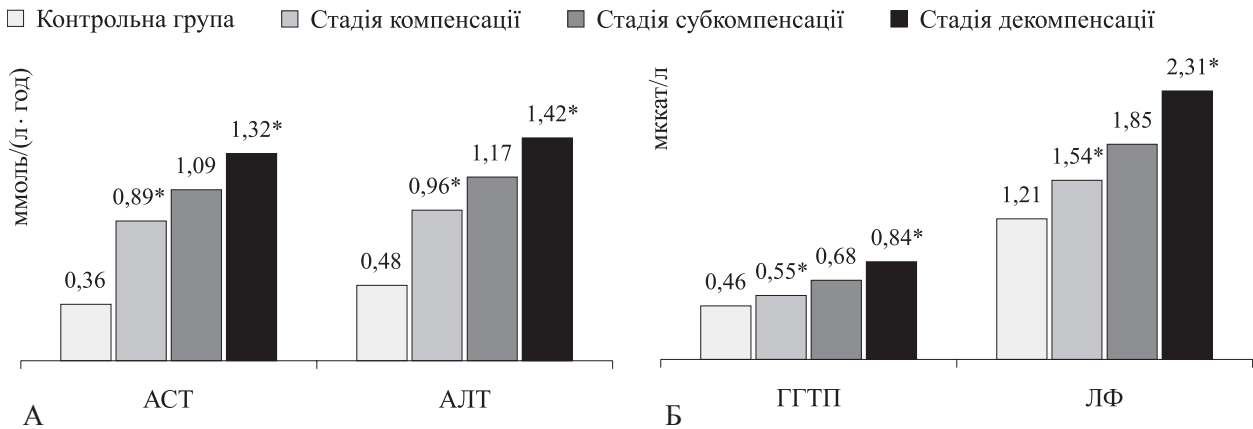 Контрольна група Стадія компенсації Стадія субкомпенсації Стадія декомпенсації
ммоль/(л · год)
0,36 0,89* 1,09 1,32*
0,48 0,96* 1,17 1,42*
АСТ АЛТ
А
мккат/л
0,46 0,55* 0,68 0,84*
1,21 1,54* 1,85 2,31*
ГГТП ЛФ
Б